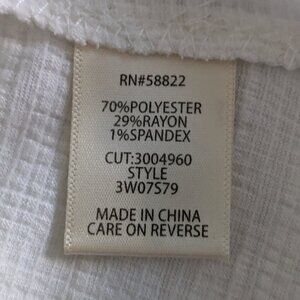 RN#58822
70%POLYESTER
29%RAYON
1%SPANDEX
CUT:3004960
STYLE
3W07S79
MADE IN CHINA
CARE ON REVERSE